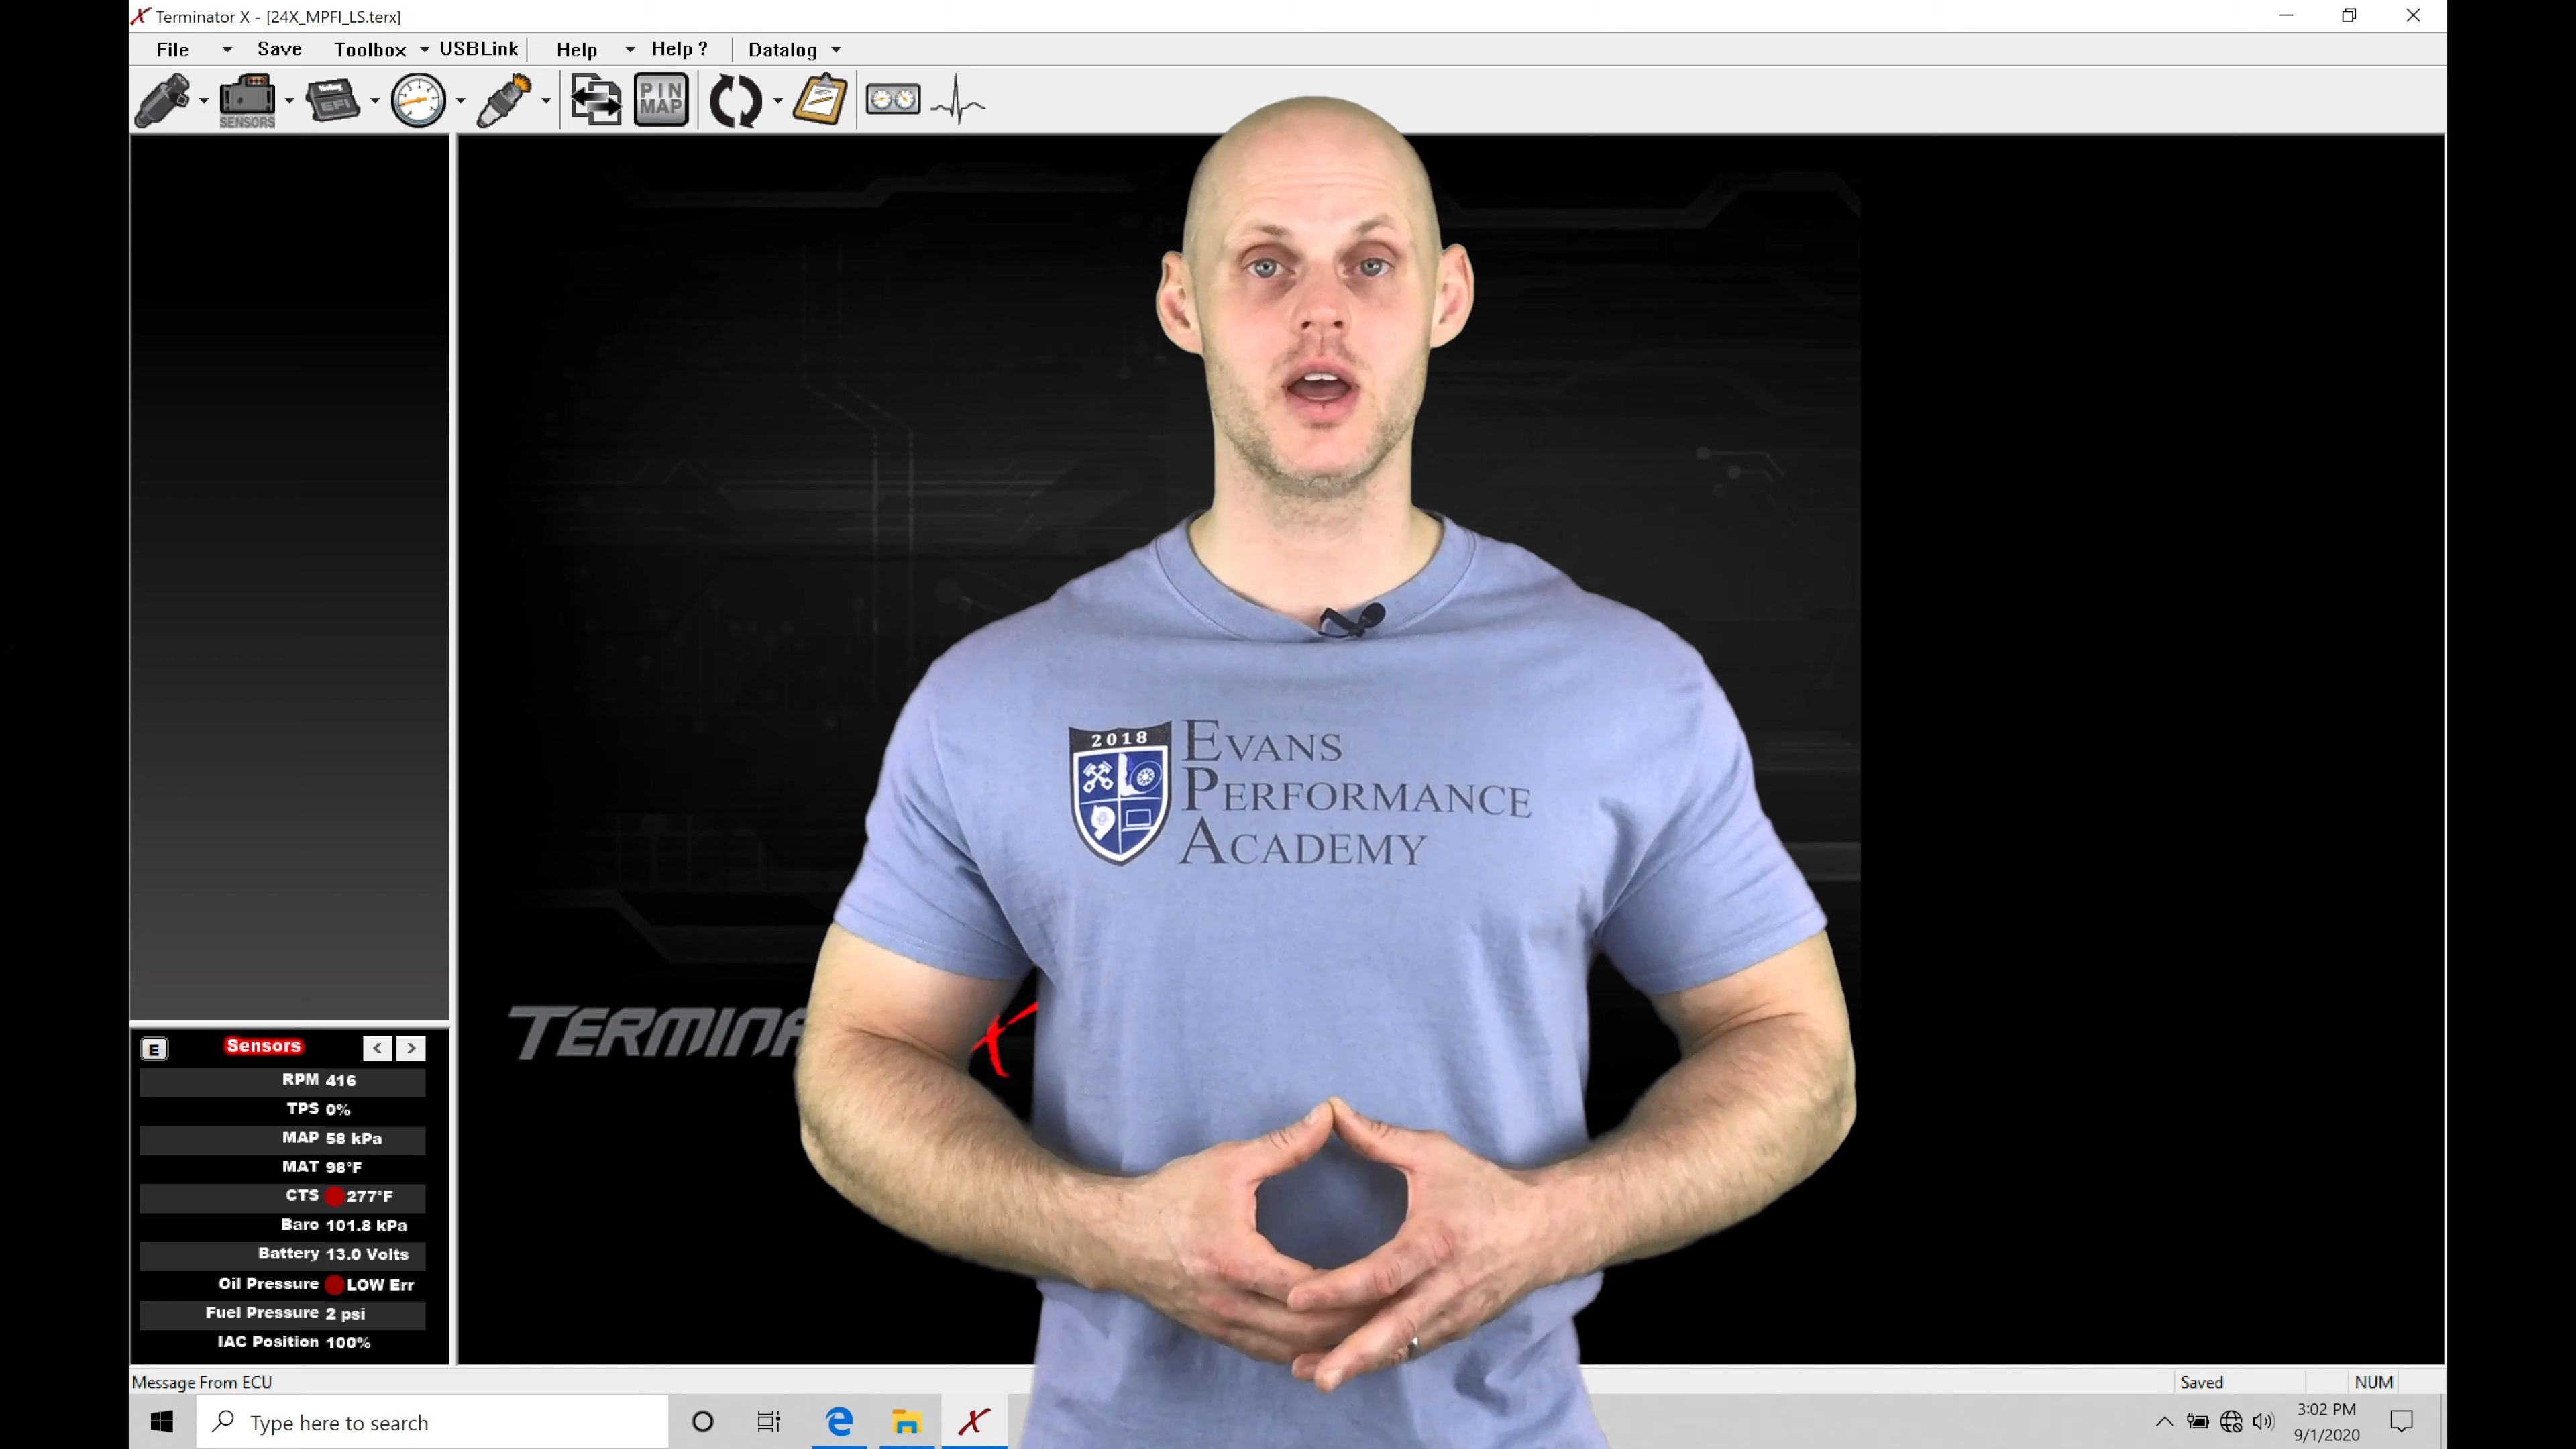 Terminator X - [24X_MPFI_LS.terx]
File Save Toolbox USBLink Help Help ? Datalog
SENSORS
EFI
PIN
MAP
2018
EVANS
PERFORMANCE
ACADEMY
TERMINA X
E Sensors < >
RPM 416
TPS 0%
MAP 58 kPa
MAT 98°F
CTS 277°F
Baro 101.8 kPa
Battery 13.0 Volts
Oil Pressure LOW Err
Fuel Pressure 2 psi
IAC Position 100%
Message From ECU Saved NUM
Type here to search
3:02 PM
9/1/2020